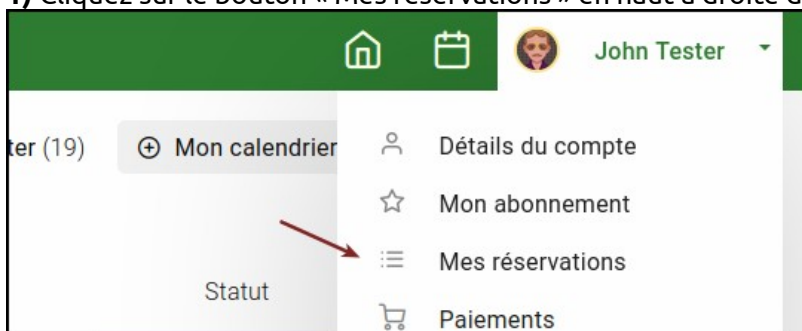 1) Cliquez sur le bouton « Mes réservations » en haut à droite d
John Tester
ter (19)
Mon calendrier
Détails du compte
Mon abonnement
Mes réservations
Statut
Paiements